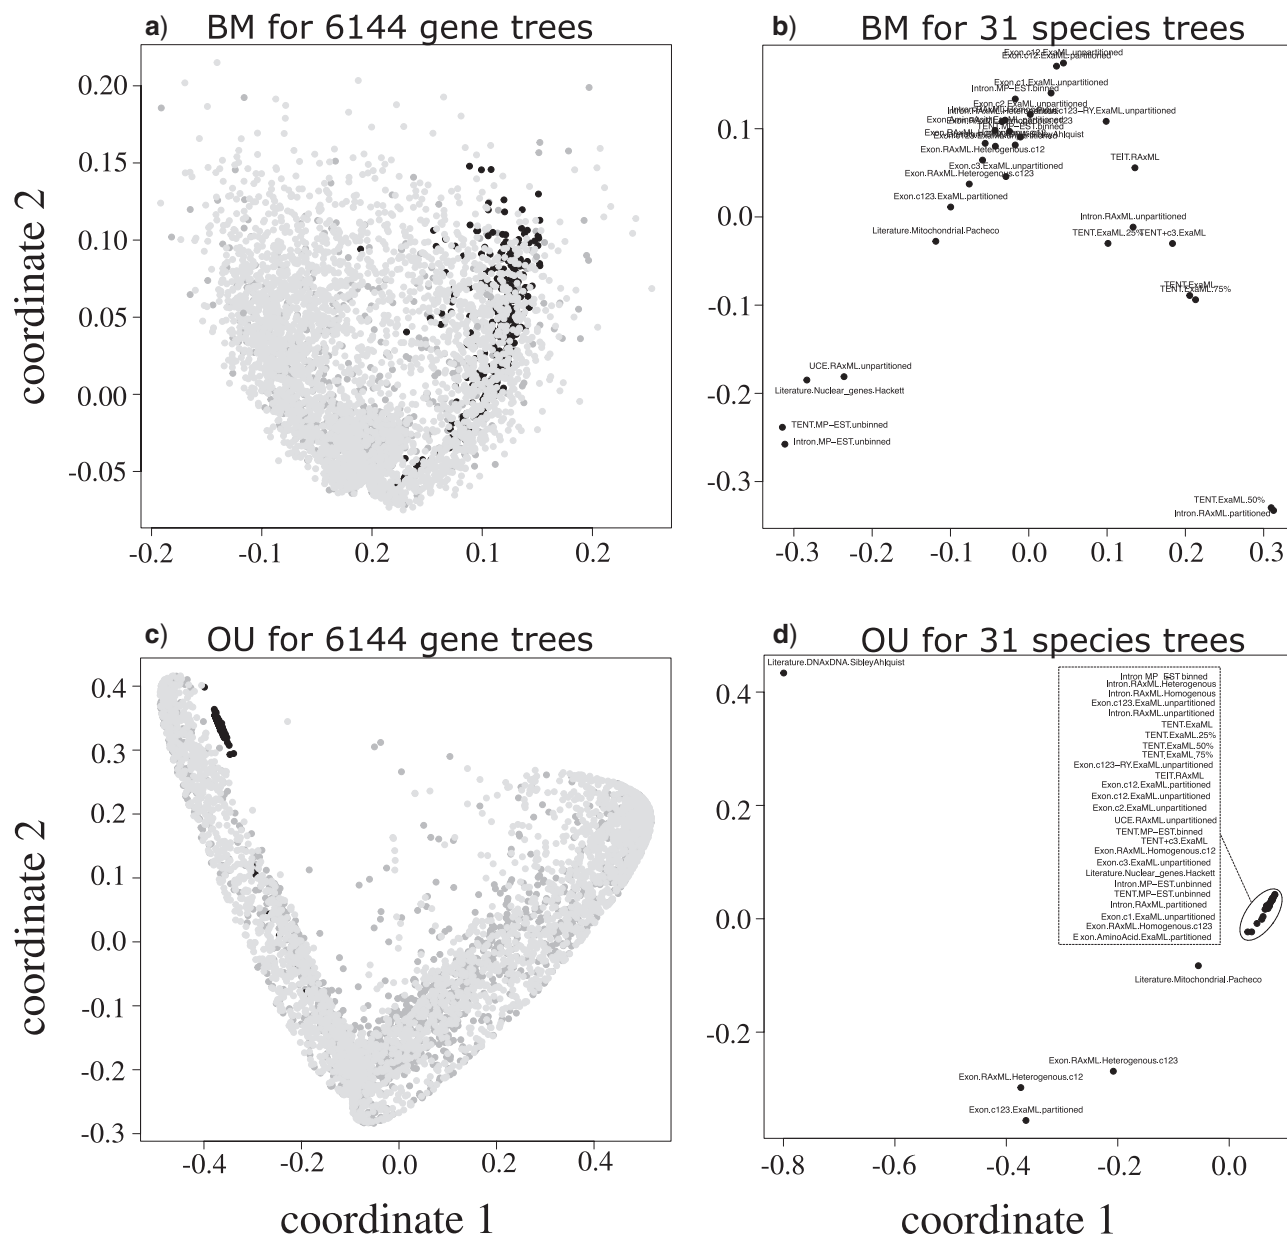 a) BM for 6144 gene trees
coordinate 2
0.20
0.15
0.10
0.05
0.00
-0.05
-0.2 -0.1 0.2 0.1 0.2
b) BM for 31 species trees
0.1
0.0
-0.1
-0.2
-0.3
Exon.c12.ExaML.unpartitioned
Exon.c12.ExaML.partitioned
Exon.c1.ExaML.unpartitioned
Intron.MP-EST.binned
Exon.c2.ExaML.unpartitioned
TENT.MP-EST.binned
Exon.RAxML.Heterogenous.c12
TEIT.RAxML
Exon.c3.ExaML.unpartitioned
Exon.RAxML.Heterogenous.c123
Exon.c123.ExaML.partitioned
Intron.RAxML.unpartitioned
Literature.Mitochondrial.Pacheco
TENT.ExaML.25%
TENT+c3.ExaML
TENT.ExaML
TENT.ExaML.75%
UCE.RAxML.unpartitioned
Literature.Nuclear_genes.Hackett
TENT.MP-EST.unbinned
Intron.MP-EST.unbinned
TENT.ExaML.50%
Intron.RAxML.partitioned
-0.3 -0.2 -0.1 0.0 0.1 0.2 0.3
c) OU for 6144 gene trees
coordinate 2
0.4
0.3
0.2
0.1
0.0
-0.1
-0.2
-0.3
-0.4 -0.2 0.0 0.2 0.4
coordinate 1
d) OU for 31 species trees
0.4
0.2
0.0
-0.2
Literature.DNAxDNA.SibleyAhlquist
Intron MP EST binned
Intron.RAxML.Heterogenous
Intron.RAxML.Homogenous
Exon.c123.ExaML.unpartitioned
Intron.RAxML.unpartitioned
TENT.ExaML
TENT.ExaML.25%
TENT.ExaML.50%
TENT.ExaML.75%
Exon.c123-RY.ExaML.unpartitioned
TEIT.RAxML
Exon.c12.ExaML.partitioned
Exon.c12.ExaML.unpartitioned
Exon.c2.ExaML.unpartitioned
UCE.RAxML.unpartitioned
TENT.MP-EST.binned
TENT+c3.ExaML
Exon.RAxML.Homogenous.c12
Exon.c3.ExaML.unpartitioned
Literature.Nuclear_genes.Hackett
Intron.MP-EST.unbinned
TENT.MP-EST.unbinned
Intron.RAxML.partitioned
Exon.c1.ExaML.unpartitioned
Exon.RAxML.Homogenous.c123
Exon.AminoAcid.ExaML.partitioned
Literature.Mitochondrial.Pacheco
Exon.RAxML.Heterogenous.c123
Exon.RAxML.Heterogenous.c12
Exon.c123.ExaML.partitioned
-0.8 -0.6 -0.4 -0.2 0.0
coordinate 1